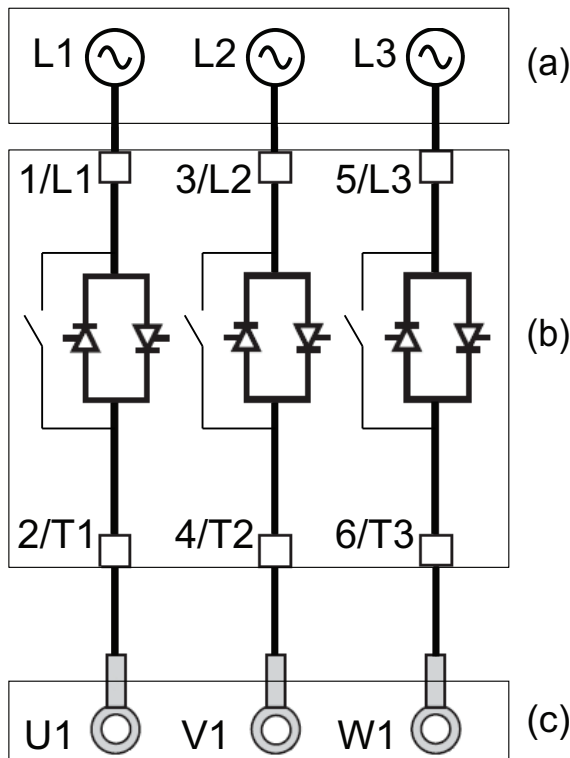 L1 L2 L3 (a)
1/L1 3/L2 5/L3
(b)
2/T1 4/T2 6/T3
U1 V1 W1 (c)